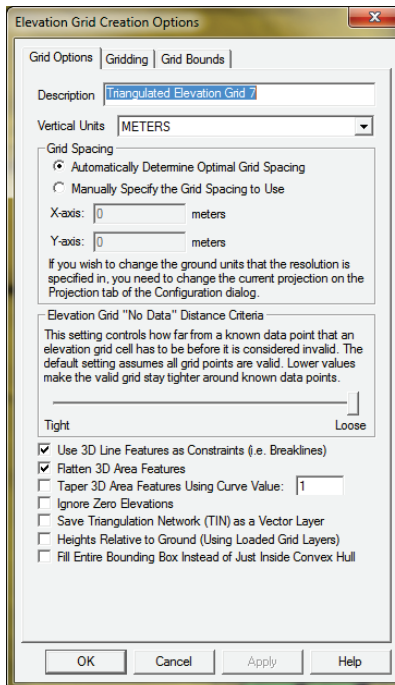 Elevation Grid Creation Options
Grid Options Gridding Grid Bounds
Description Triangulated Elevation Grid 7
Vertical Units METERS
Grid Spacing
Automatically Determine Optimal Grid Spacing
Manually Specify the Grid Spacing to Use
X-axis: 0 meters
Y-axis: 0 meters
If you wish to change the ground units that the resolution is
specified in, you need to change the current projection on the
Projection tab of the Configuration dialog.
Elevation Grid "No Data" Distance Criteria
This setting controls how far from a known data point that an
elevation grid cell has to be before it is considered invalid. The
default setting assumes all grid points are valid. Lower values
make the valid grid stay tighter around known data points.
Tight Loose
Use 3D Line Features as Constraints (i.e. Breaklines)
Flatten 3D Area Features
Taper 3D Area Features Using Curve Value: 1
Ignore Zero Elevations
Save Triangulation Network (TIN) as a Vector Layer
Heights Relative to Ground (Using Loaded Grid Layers)
Fill Entire Bounding Box Instead of Just Inside Convex Hull
OK Cancel Apply Help